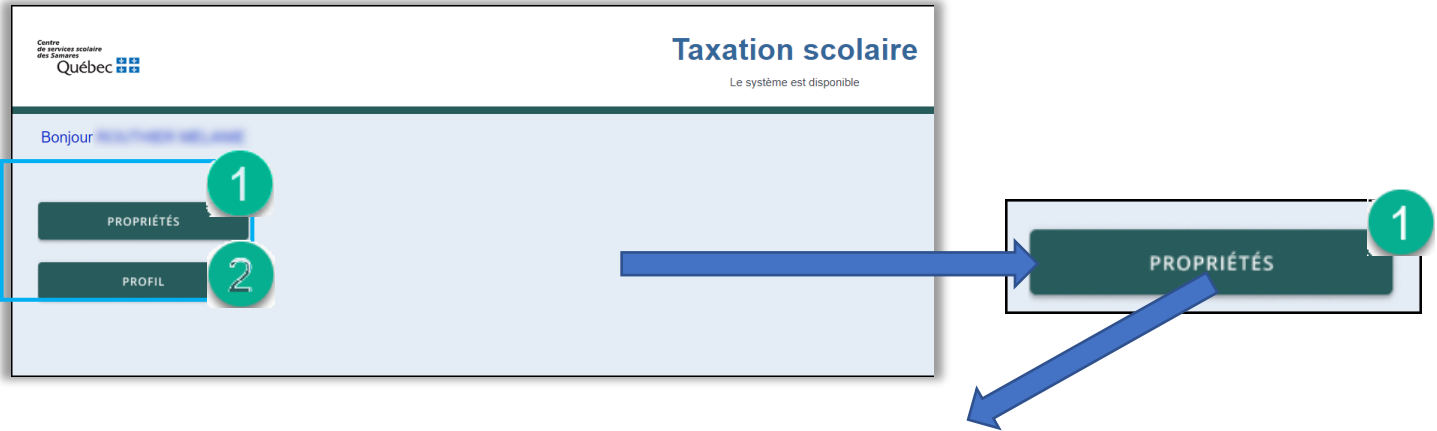 Centre
de services scolaire
des Samares
Québec
Taxation scolaire
Le système est disponible
Bonjour
1
PROPRIÉTÉS
2
PROFIL
1
PROPRIÉTÉS